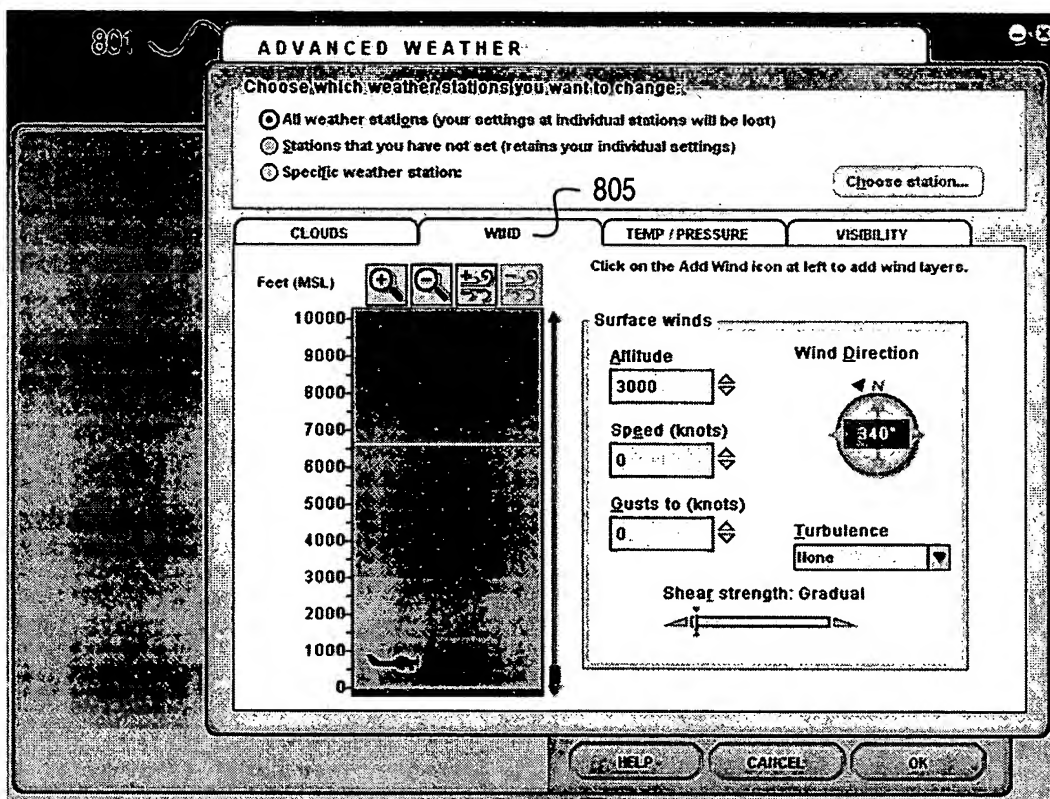 801
ADVANCED WEATHER
Choose which weather stations you want to change:
All weather stations (your settings at individual stations will be lost)
Stations that you have not set (retains your individual settings)
Specific weather station:
805
Choose station...
CLOUDS
WIND
TEMP / PRESSURE
VISIBILITY
Click on the Add Wind icon at left to add wind layers.
Feet (MSL)
10000
9000
8000
7000
6000
5000
4000
3000
2000
1000
0
Surface winds
Altitude
3000
Wind Direction
N
340°
Speed (knots)
0
Gusts to (knots)
0
Turbulence
None
Shear strength: Gradual
HELP
CANCEL
OK